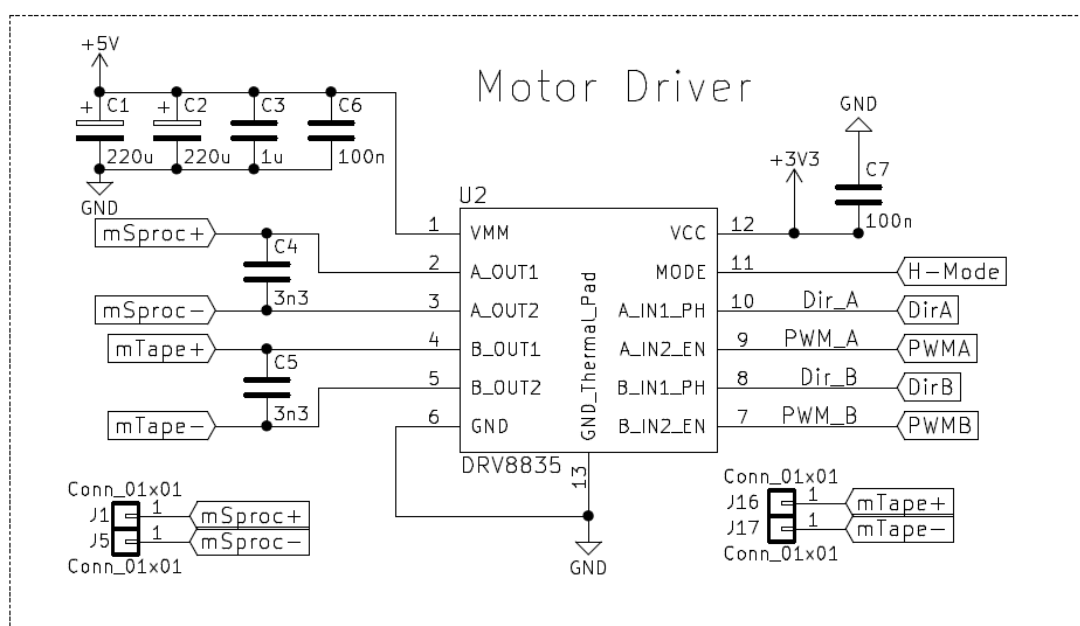 Motor Driver
+5V
C1
220u
C2
220u
C3
1u
C6
100n
GND
GND
+3V3
C7
100n
U2
mSproc+
C4
3n3
mSproc-
mTape+
C5
3n3
mTape-
1 VMM
2 A_OUT1
3 A_OUT2
4 B_OUT1
5 B_OUT2
6 GND
GND_Thermal_Pad
13
VCC 12
MODE 11
A_IN1_PH 10
A_IN2_EN 9
B_IN1_PH 8
B_IN2_EN 7
H-Mode
Dir_A DirA
PWM_A PWMA
Dir_B DirB
PWM_B PWMB
DRV8835
GND
Conn_01x01
J1 1 mSproc+
J5 1 mSproc-
Conn_01x01
Conn_01x01
J16 1 mTape+
J17 1 mTape-
Conn_01x01